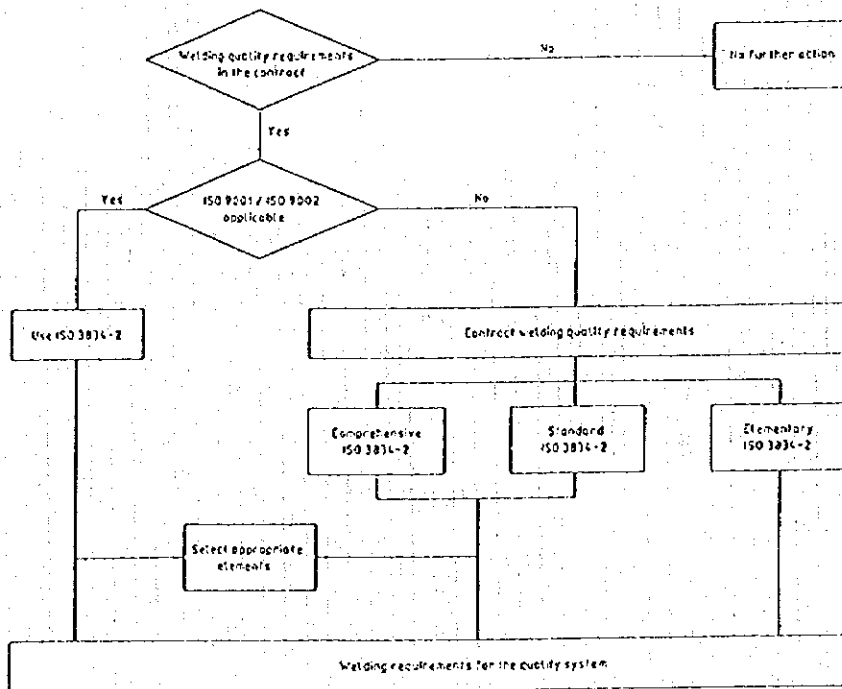 Welding quality requirements
in the contract
No
No further action
Yes
Yes
ISO 9001 / ISO 9002
applicable
No
Use ISO 3834-2
Contract welding quality requirements
Comprehensive
ISO 3834-2
Standard
ISO 3834-2
Elementary
ISO 3834-2
Select appropriate
elements
Welding requirements for the quality system